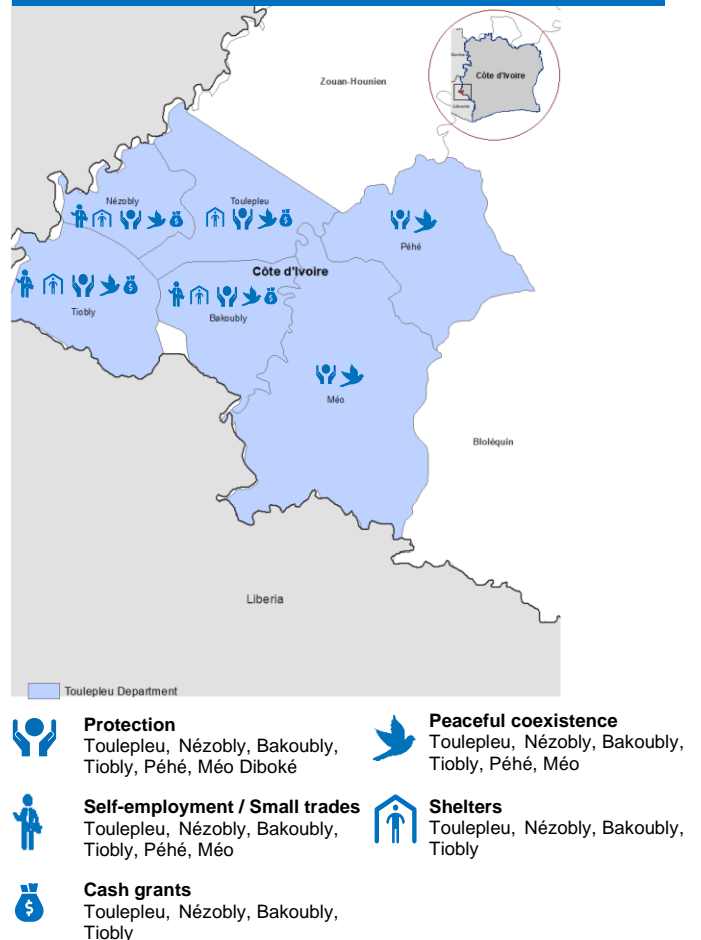 Zouan-Hounien
Côte d'Ivoire
Liberia
Nézobly
Toulepleu
Péhé
Côte d'Ivoire
Tiobly
Bakoubly
Méo
Bloléquin
Liberia
Toulepleu Department
Protection
Toulepleu, Nézobly, Bakoubly,
Tiobly, Péhé, Méo Diboké
Peaceful coexistence
Toulepleu, Nézobly, Bakoubly,
Tiobly, Péhé, Méo
Self-employment / Small trades
Toulepleu, Nézobly, Bakoubly,
Tiobly, Péhé, Méo
Shelters
Toulepleu, Nézobly, Bakoubly,
Tiobly
Cash grants
Toulepleu, Nézobly, Bakoubly,
Tiobly